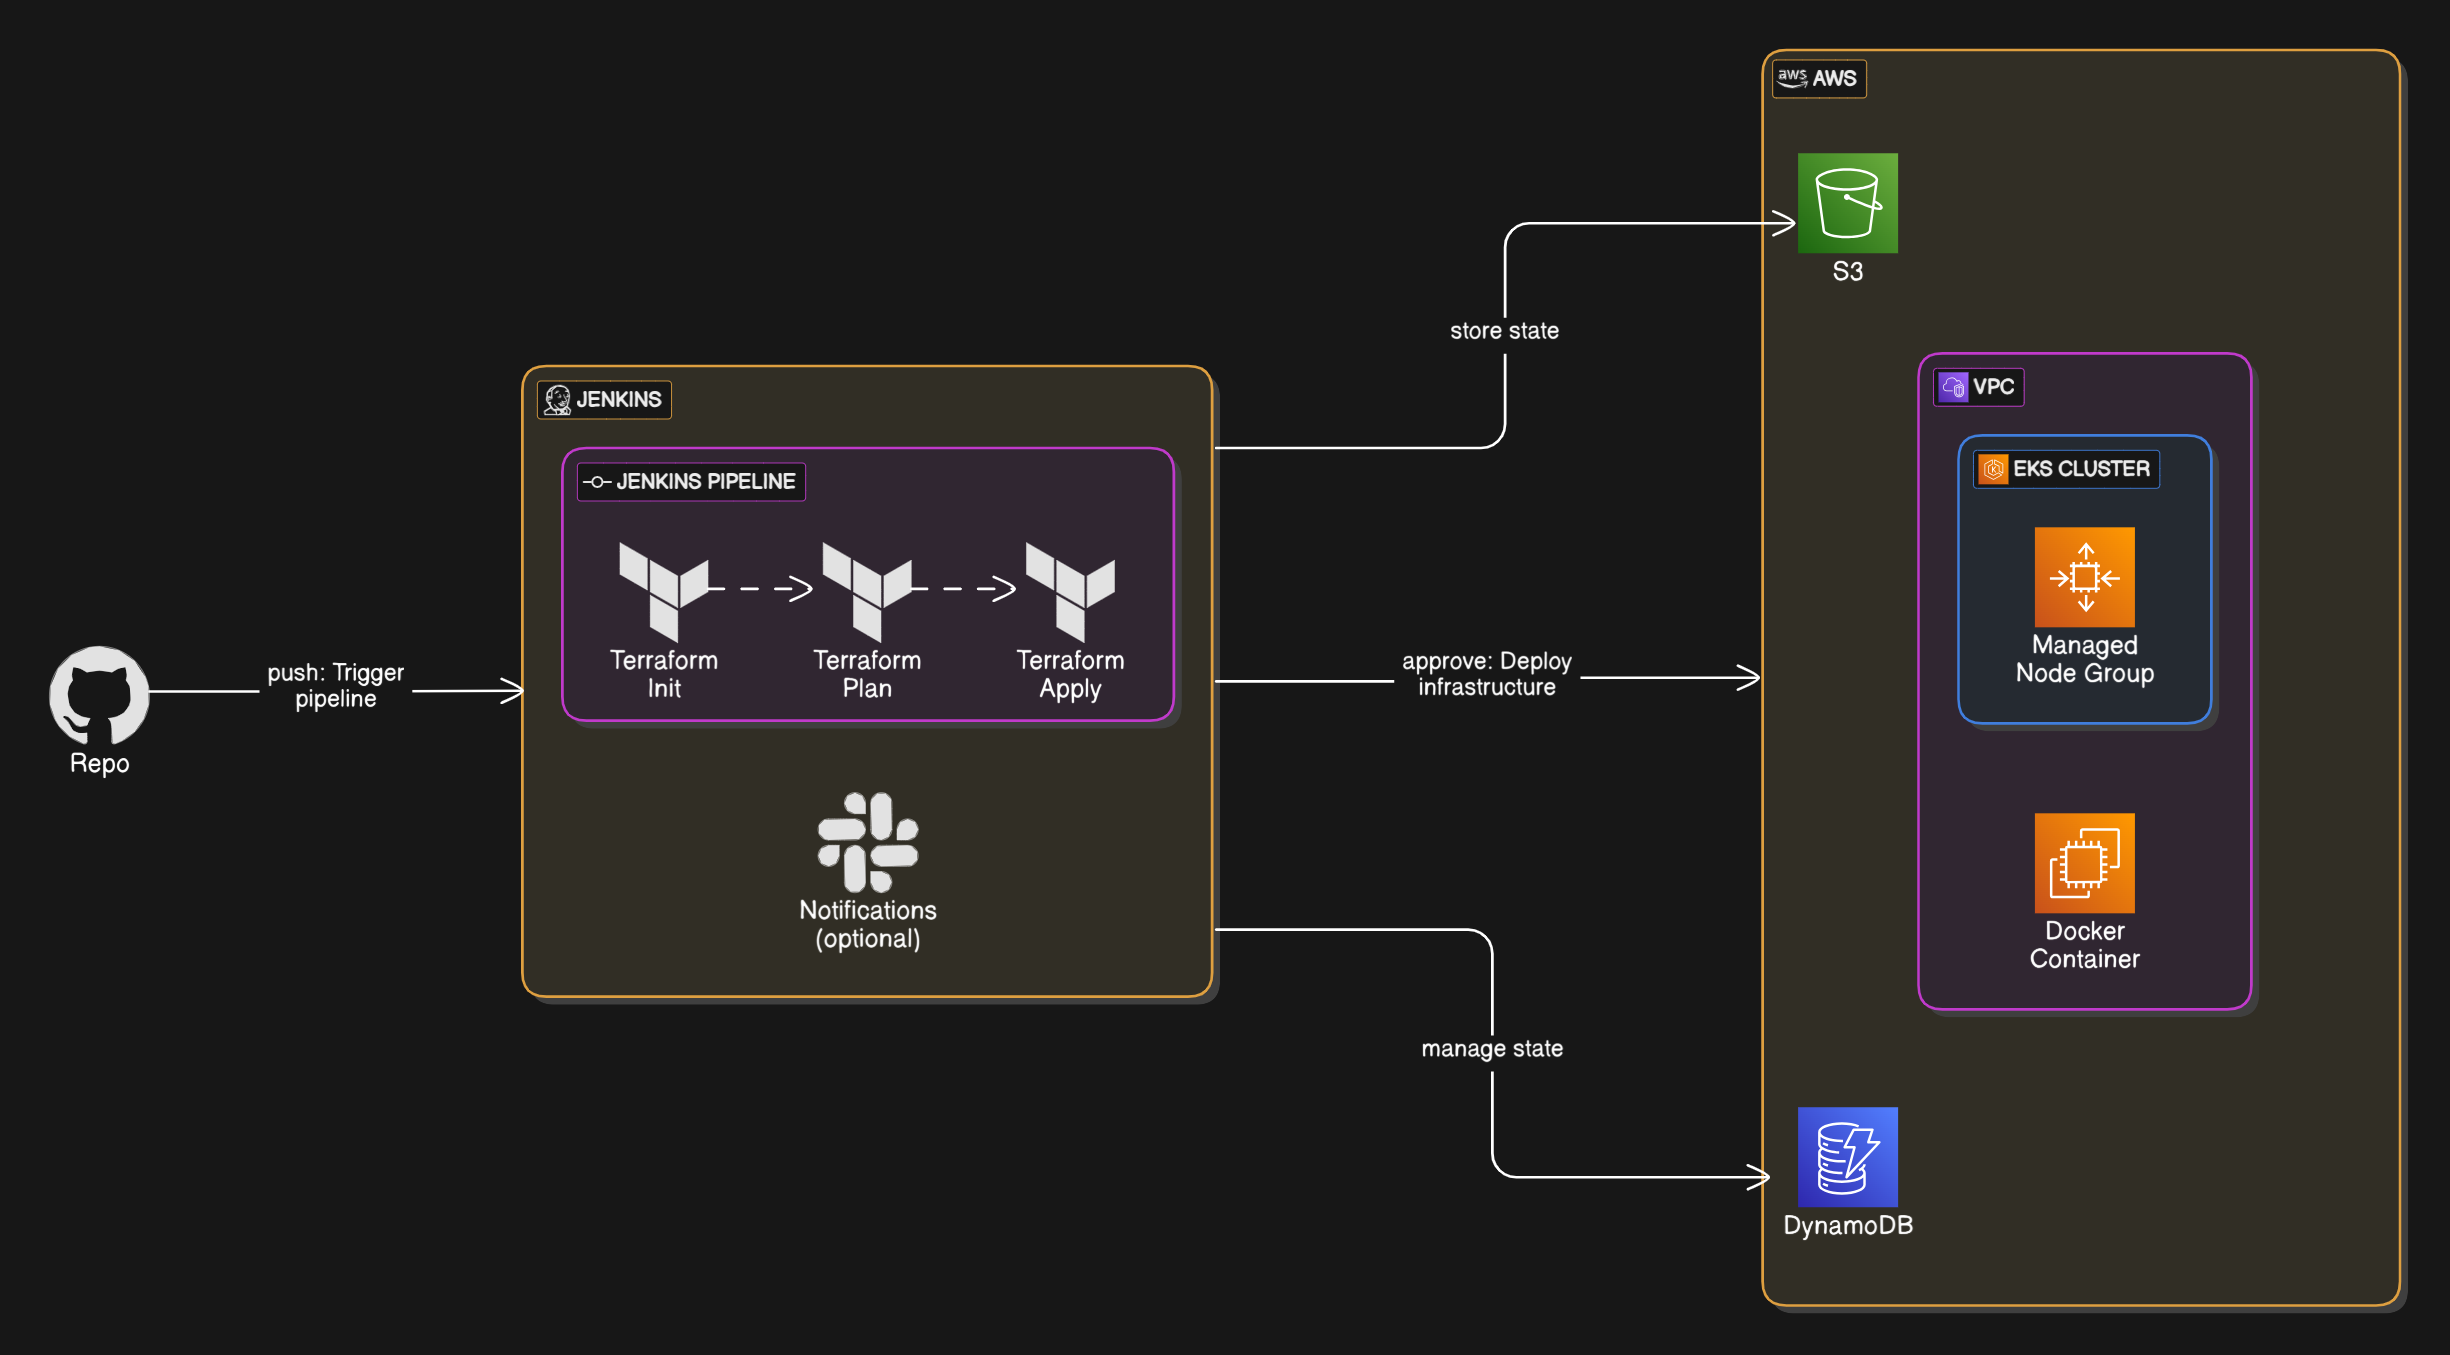 aws AWS
S3
store state
JENKINS
JENKINS PIPELINE
Terraform
Init
Terraform
Plan
Terraform
Apply
Notifications
(optional)
Repo
push: Trigger
pipeline
approve: Deploy
infrastructure
manage state
VPC
EKS CLUSTER
Managed
Node Group
Docker
Container
DynamoDB